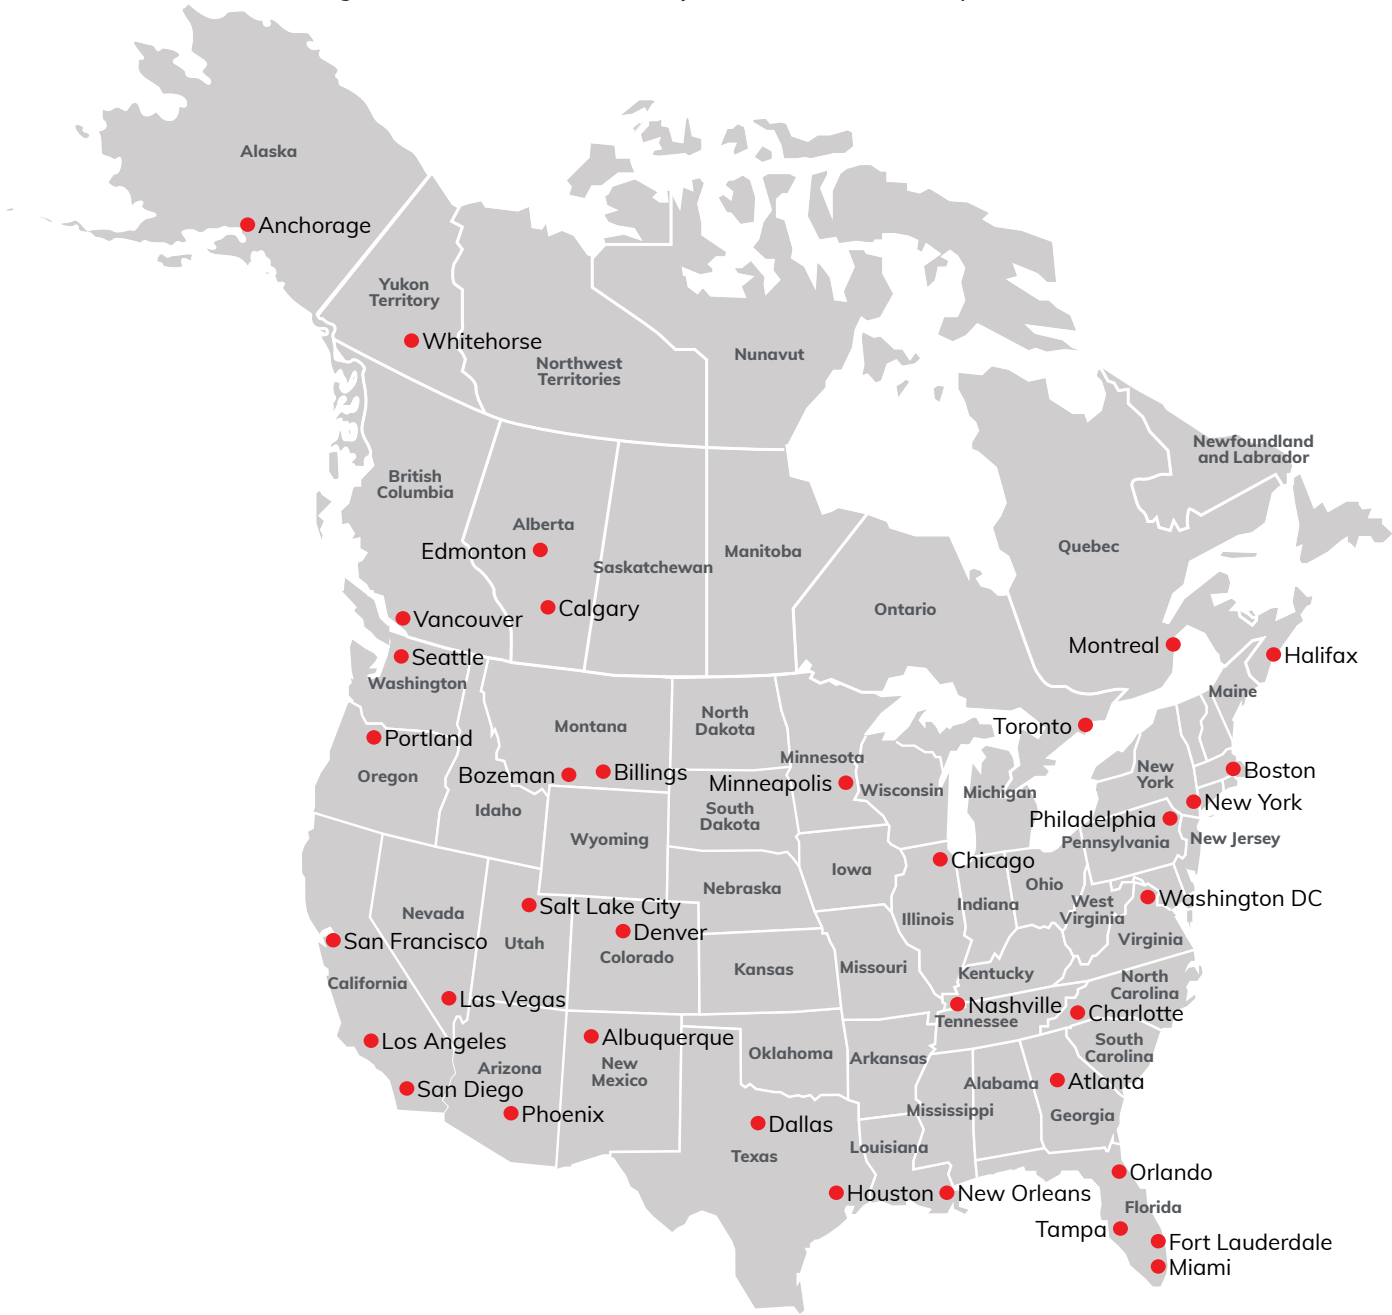 Alaska
Anchorage
Yukon
Territory
Whitehorse
Northwest
Territories
Nunavut
Newfoundland
and Labrador
British
Columbia
Alberta
Edmonton
Saskatchewan
Manitoba
Quebec
Calgary
Ontario
Vancouver
Montreal
Halifax
Seattle
Washington
Maine
North
Dakota
Montana
Toronto
Portland
Oregon
Bozeman
Billings
Minnesota
Minneapolis
Wisconsin
Michigan
New
York
Boston
Idaho
South
Dakota
New York
Philadelphia
Pennsylvania
New Jersey
Wyoming
Chicago
Iowa
Nebraska
Ohio
Indiana
West
Virginia
Washington DC
Salt Lake City
Nevada
Illinois
Utah
Denver
Colorado
Virginia
San Francisco
California
Kansas
Missouri
Kentucky
North
Carolina
Las Vegas
Nashville
Tennessee
Charlotte
Los Angeles
Albuquerque
Oklahoma
Arkansas
South
Carolina
Arizona
New
Mexico
San Diego
Alabama
Atlanta
Phoenix
Mississippi
Georgia
Dallas
Texas
Louisiana
Orlando
Houston
New Orleans
Florida
Tampa
Fort Lauderdale
Miami